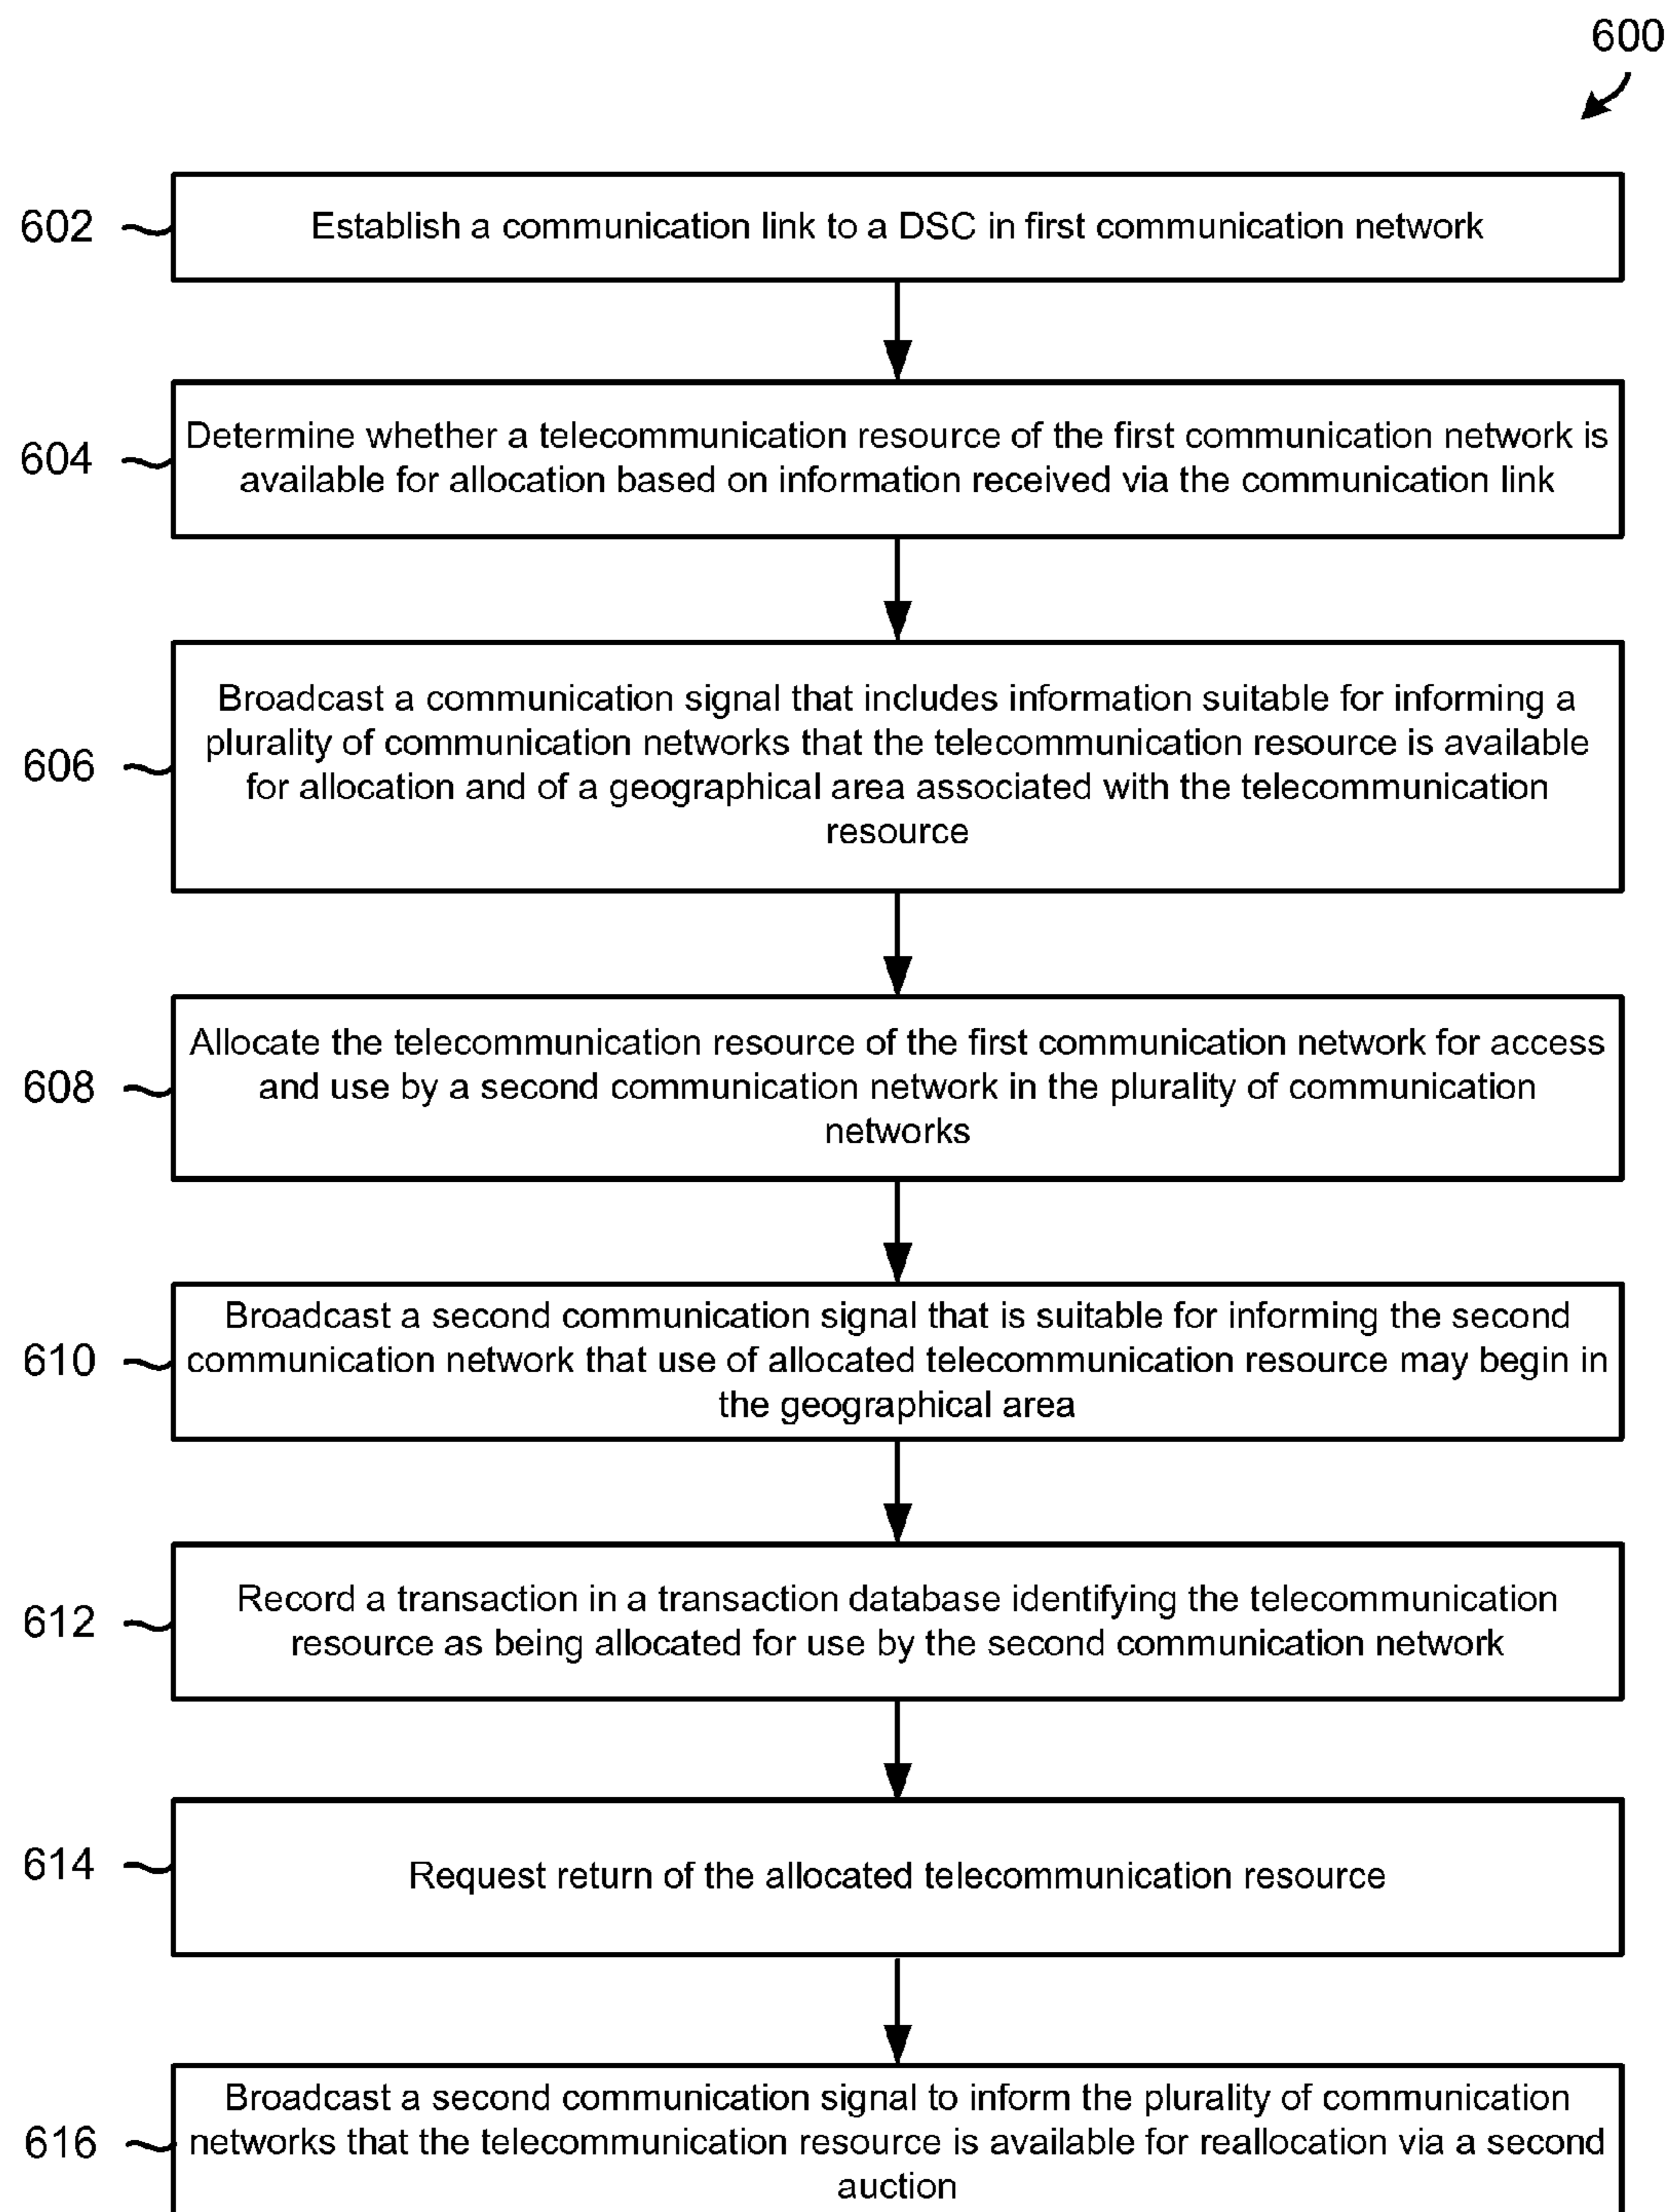 600
602
Establish a communication link to a DSC in first communication network
604
Determine whether a telecommunication resource of the first communication network is
available for allocation based on information received via the communication link
606
Broadcast a communication signal that includes information suitable for informing a
plurality of communication networks that the telecommunication resource is available
for allocation and of a geographical area associated with the telecommunication
resource
608
Allocate the telecommunication resource of the first communication network for access
and use by a second communication network in the plurality of communication
networks
610
Broadcast a second communication signal that is suitable for informing the second
communication network that use of allocated telecommunication resource may begin in
the geographical area
612
Record a transaction in a transaction database identifying the telecommunication
resource as being allocated for use by the second communication network
614
Request return of the allocated telecommunication resource
616
Broadcast a second communication signal to inform the plurality of communication
networks that the telecommunication resource is available for reallocation via a second
auction